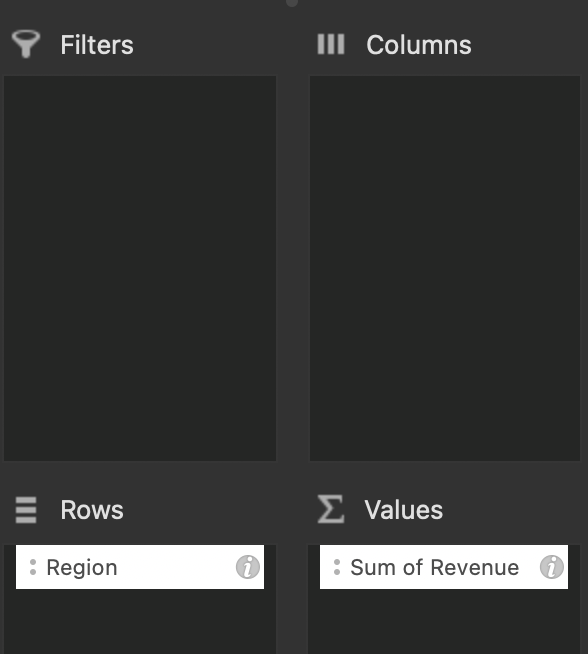 Filters
Columns
Rows
Values
Region
Sum of Revenue